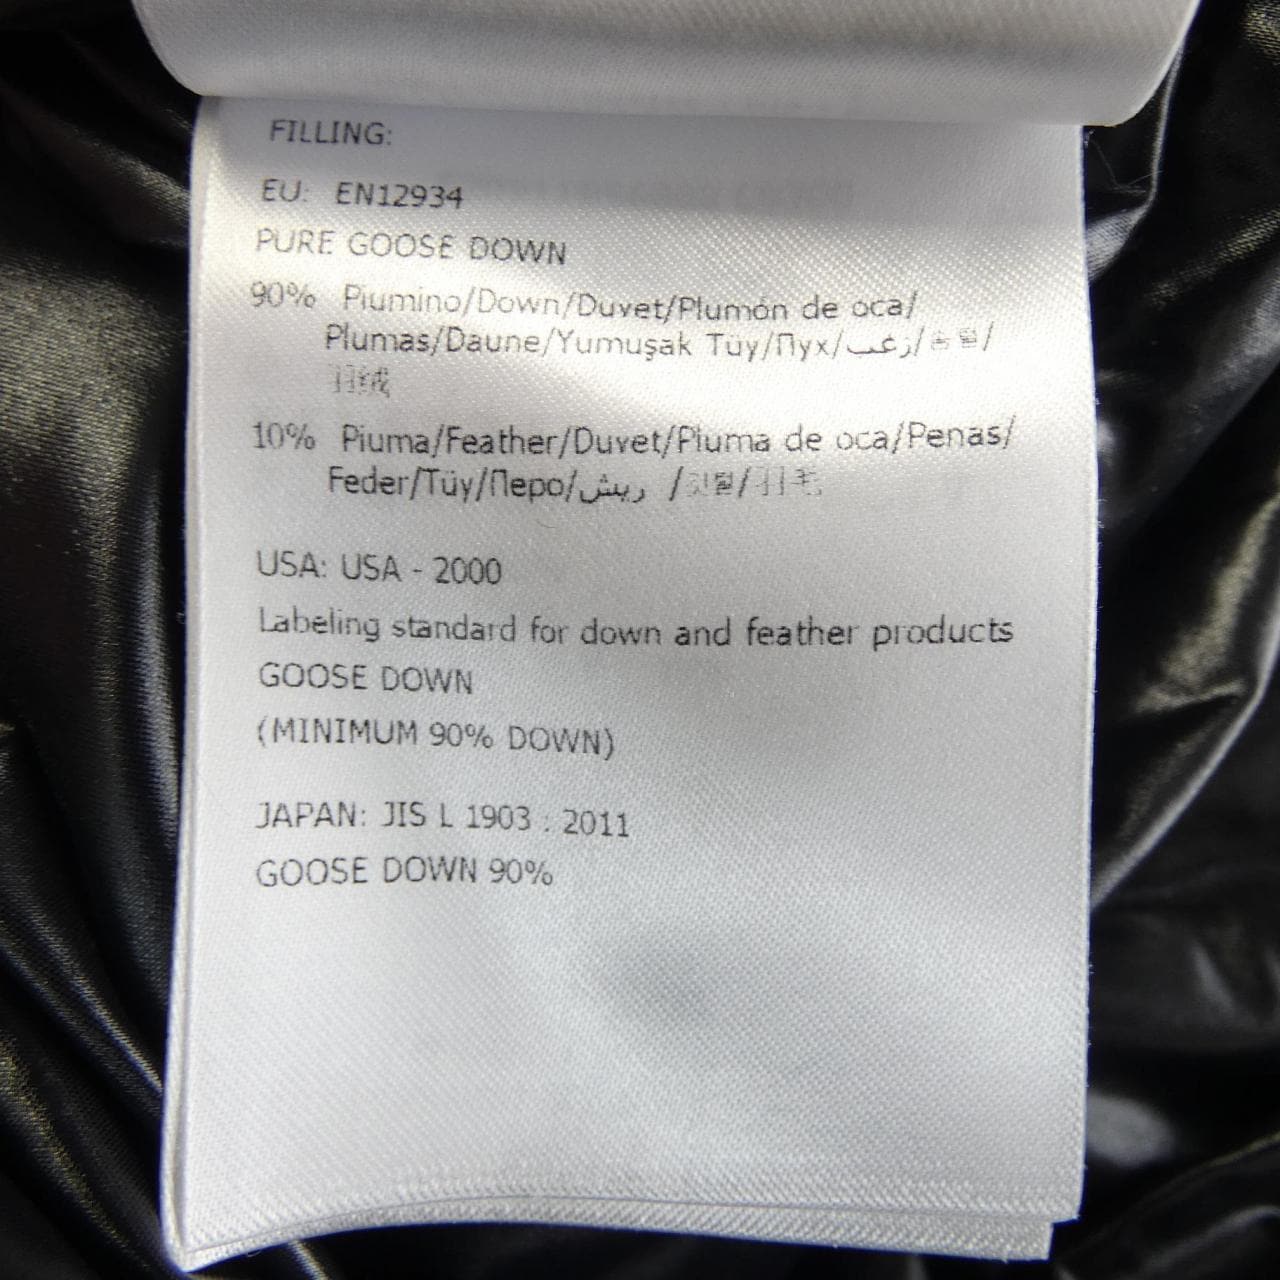 FILLING:
EU: EN12934
PURE GOOSE DOWN
90% Piumino/Down/Duvet/Plumón de oca/
Plumas/Daune/Yumuşak Tüy/Пух/زغب/솜털/
羽绒
10% Piuma/Feather/Duvet/Pluma de oca/Penas/
Feder/Tüy/Перо/ريش /깃털/羽毛
USA: USA - 2000
Labeling standard for down and feather products
GOOSE DOWN
(MINIMUM 90% DOWN)
JAPAN: JIS L 1903 : 2011
GOOSE DOWN 90%